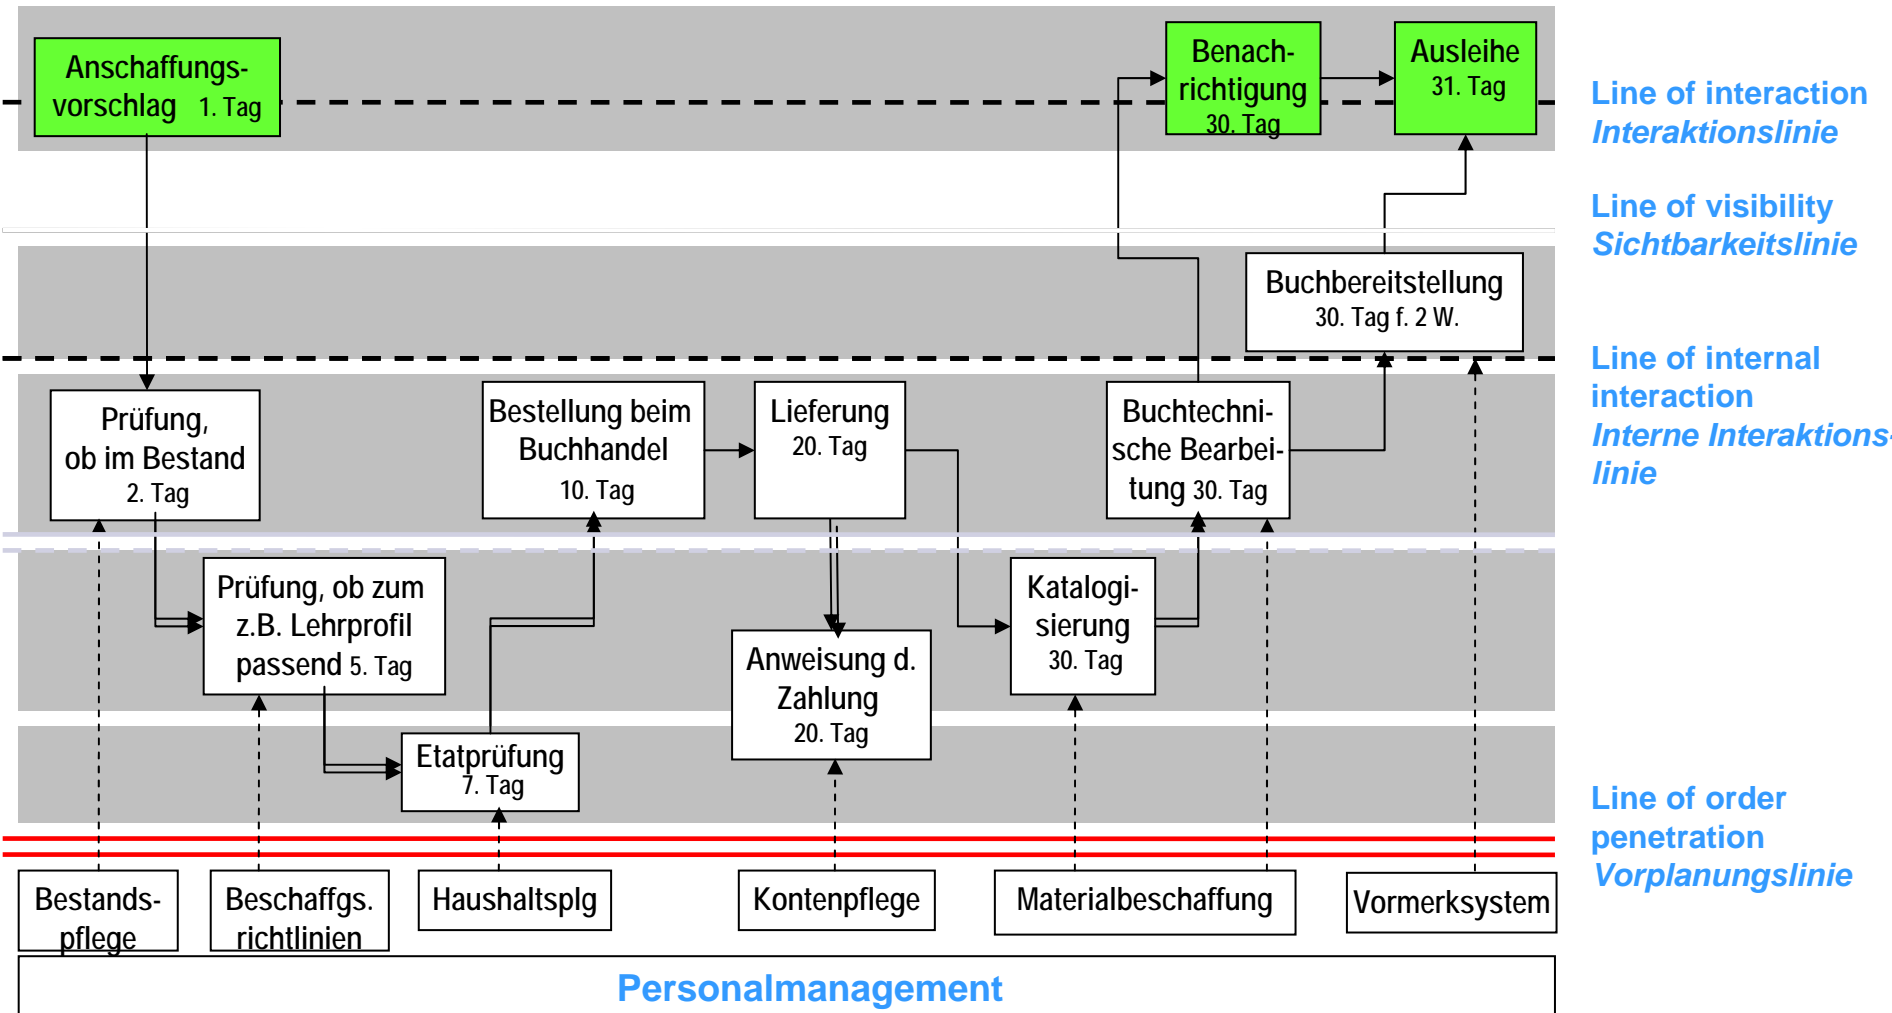 Anschaffungs-
vorschlag 1. Tag
Benach-
richtigung
30. Tag
Ausleihe
31. Tag
Line of interaction
Interaktionslinie
Line of visibility
Sichtbarkeitslinie
Buchbereitstellung
30. Tag f. 2 W.
Line of internal
interaction
Interne Interaktions-
linie
Prüfung,
ob im Bestand
2. Tag
Bestellung beim
Buchhandel
10. Tag
Lieferung
20. Tag
Buchtechni-
sche Bearbei-
tung 30. Tag
Prüfung, ob zum
z.B. Lehrprofil
passend 5. Tag
Anweisung d.
Zahlung
20. Tag
Katalogi-
sierung
30. Tag
Etatprüfung
7. Tag
Line of order
penetration
Vorplanungslinie
Bestands-
pflege
Beschaffgs.
richtlinien
Haushaltsplg
Kontenpflege
Materialbeschaffung
Vormerksystem
Personalmanagement